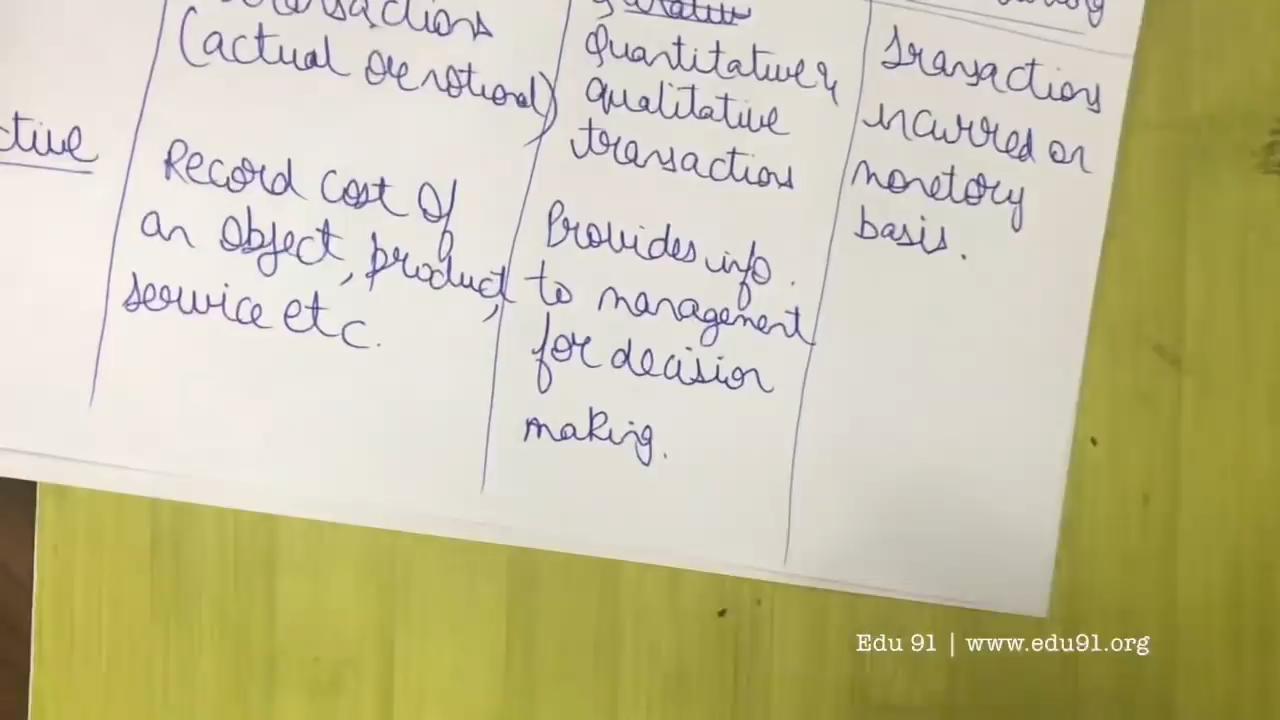 (actual or notional)
Record cost of
an object, product,
service etc.
Quantitative &
qualitative
transactions
Provides info.
to management
for decision
making.
Transactions
incurred on
monetory
basis.
Edu 91 | www.edu91.org